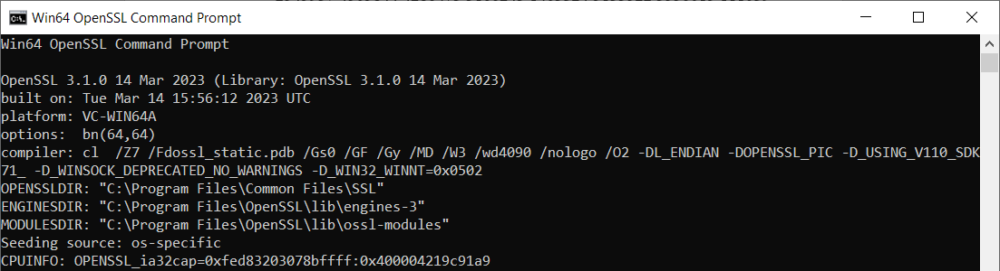 Win64 OpenSSL Command Prompt
Win64 OpenSSL Command Prompt
OpenSSL 3.1.0 14 Mar 2023 (Library: OpenSSL 3.1.0 14 Mar 2023)
built on: Tue Mar 14 15:56:12 2023 UTC
platform: VC-WIN64A
options:  bn(64,64)
compiler: cl  /Z7 /Fdossl_static.pdb /Gs0 /GF /Gy /MD /W3 /wd4090 /nologo /O2 -DL_ENDIAN -DOPENSSL_PIC -D_USING_V110_SDK
71_ -D_WINSOCK_DEPRECATED_NO_WARNINGS -D_WIN32_WINNT=0x0502
OPENSSLDIR: "C:\Program Files\Common Files\SSL"
ENGINESDIR: "C:\Program Files\OpenSSL\lib\engines-3"
MODULESDIR: "C:\Program Files\OpenSSL\lib\ossl-modules"
Seeding source: os-specific
CPUINFO: OPENSSL_ia32cap=0xfed83203078bffff:0x400004219c91a9